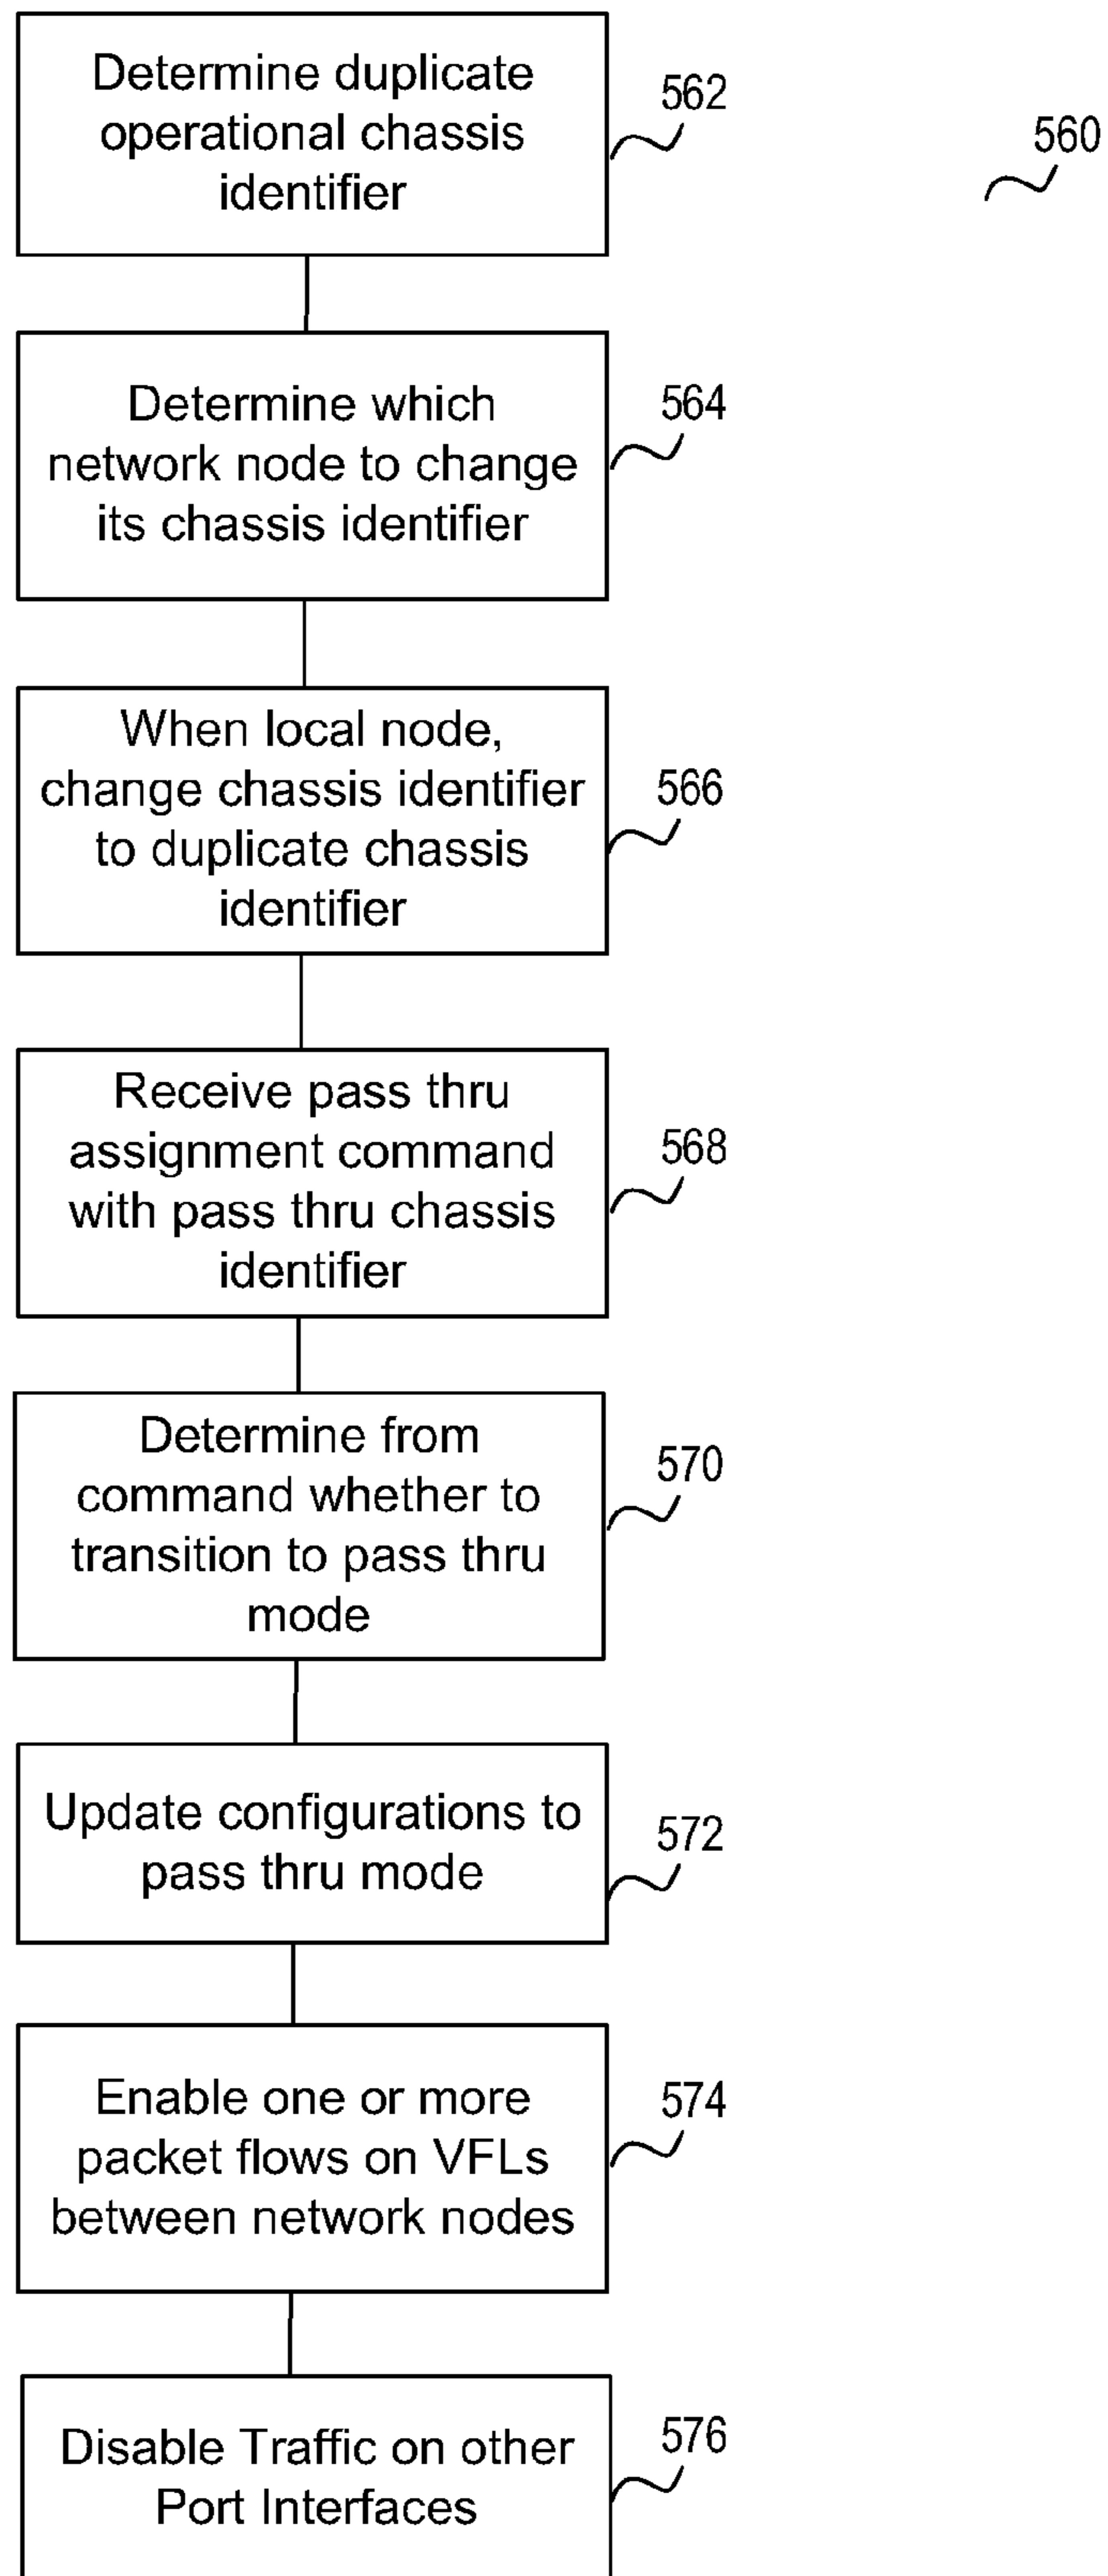 Determine duplicate
operational chassis
identifier
562
560
Determine which
network node to change
its chassis identifier
564
When local node,
change chassis identifier
to duplicate chassis
identifier
566
Receive pass thru
assignment command
with pass thru chassis
identifier
568
Determine from
command whether to
transition to pass thru
mode
570
Update configurations to
pass thru mode
572
Enable one or more
packet flows on VFLs
between network nodes
574
Disable Traffic on other
Port Interfaces
576